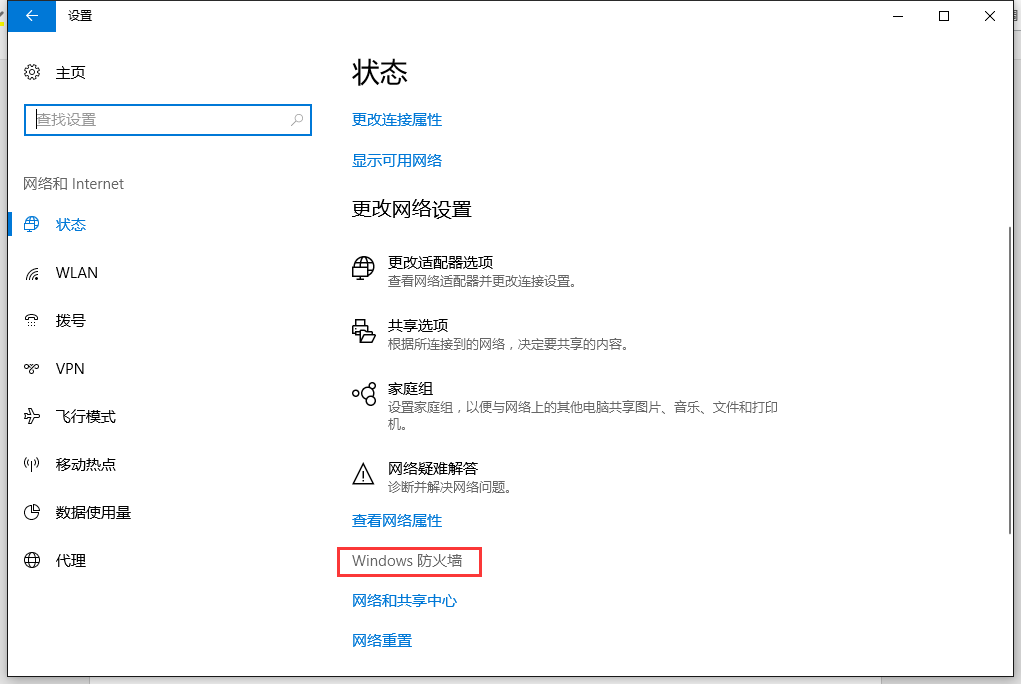 设置
主页
查找设置
网络和 Internet
状态
WLAN
拨号
VPN
飞行模式
移动热点
数据使用量
代理
状态
更改连接属性
显示可用网络
更改网络设置
更改适配器选项
查看网络适配器并更改连接设置。
共享选项
根据所连接到的网络，决定要共享的内容。
家庭组
设置家庭组，以便与网络上的其他电脑共享图片、音乐、文件和打印
机。
网络疑难解答
诊断并解决网络问题。
查看网络属性
Windows 防火墙
网络和共享中心
网络重置